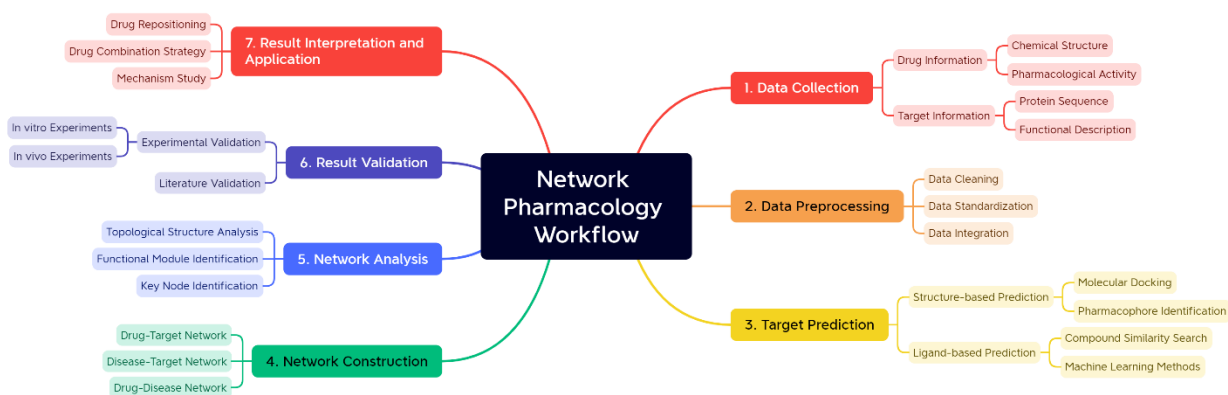 Network
Pharmacology
Workflow
1. Data Collection
Drug Information
Chemical Structure
Pharmacological Activity
Target Information
Protein Sequence
Functional Description
2. Data Preprocessing
Data Cleaning
Data Standardization
Data Integration
3. Target Prediction
Structure-based Prediction
Molecular Docking
Pharmacophore Identification
Ligand-based Prediction
Compound Similarity Search
Machine Learning Methods
4. Network Construction
Drug-Target Network
Disease-Target Network
Drug-Disease Network
5. Network Analysis
Topological Structure Analysis
Functional Module Identification
Key Node Identification
6. Result Validation
Experimental Validation
In vitro Experiments
In vivo Experiments
Literature Validation
7. Result Interpretation and
Application
Drug Repositioning
Drug Combination Strategy
Mechanism Study